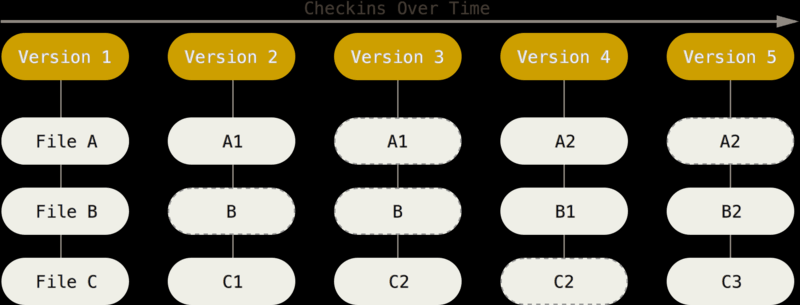 Checkins Over Time
Version 1 Version 2 Version 3 Version 4 Version 5
File A A1 A1 A2 A2
File B B B B1 B2
File C C1 C2 C2 C3